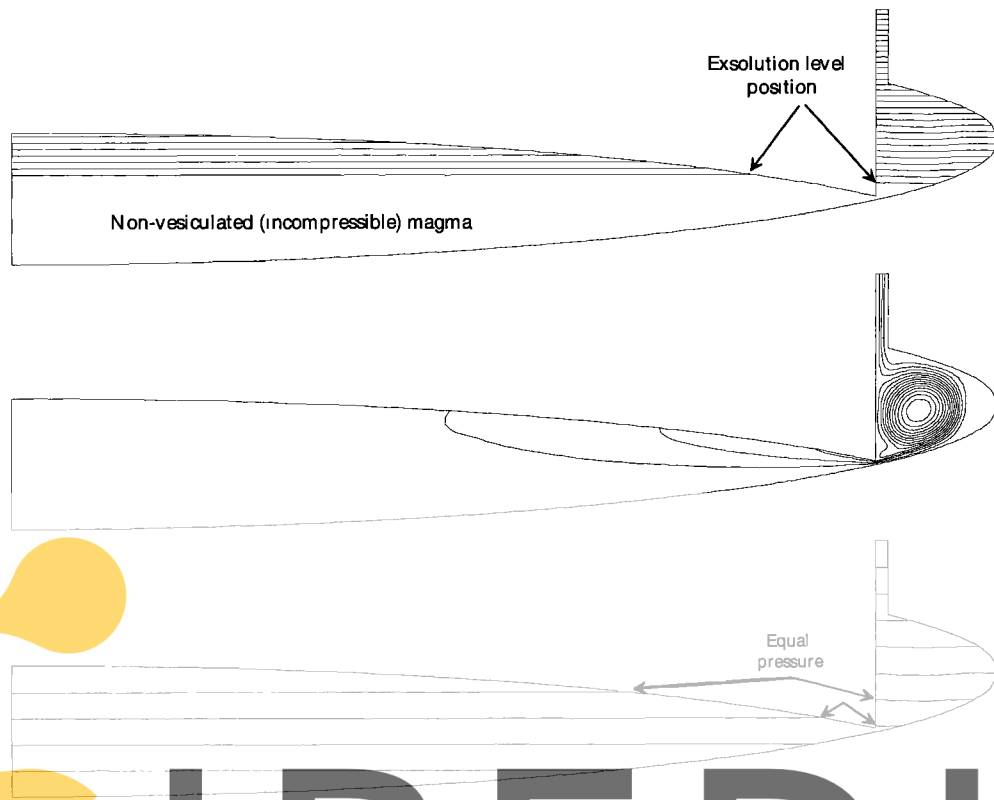 Exsolution level
position
Non-vesiculated (incompressible) magma
Equal
pressure